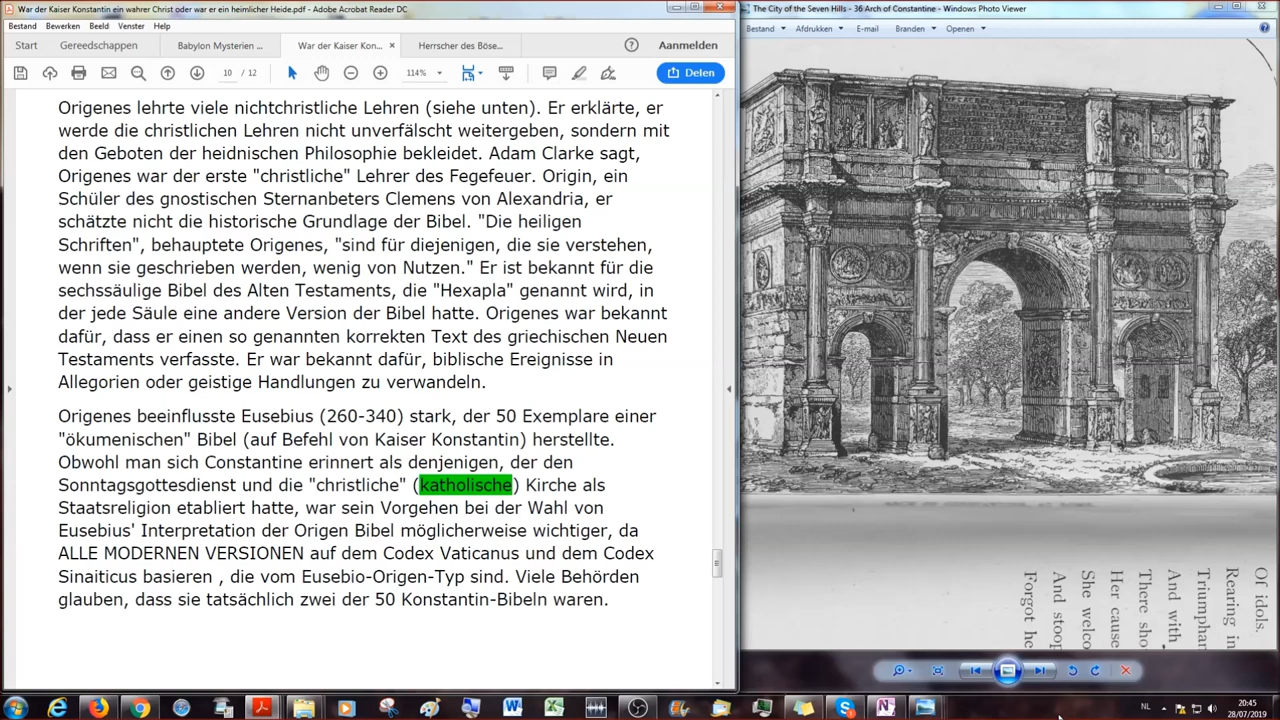 War der Kaiser Konstantin ein wahrer Christ oder war er ein heimlicher Heide.pdf - Adobe Acrobat Reader DC
Bestand Bewerken Beeld Venster Help
Start Gereedschappen Babylon Mysterien ... War der Kaiser Kon... × Herrscher des Böse... ? Aanmelden
10 / 12 114% Delen
Origenes lehrte viele nichtchristliche Lehren (siehe unten). Er erklärte, er
werde die christlichen Lehren nicht unverfälscht weitergeben, sondern mit
den Geboten der heidnischen Philosophie bekleidet. Adam Clarke sagt,
Origenes war der erste "christliche" Lehrer des Fegefeuer. Origin, ein
Schüler des gnostischen Sternanbeters Clemens von Alexandria, er
schätzte nicht die historische Grundlage der Bibel. "Die heiligen
Schriften", behauptete Origenes, "sind für diejenigen, die sie verstehen,
wenn sie geschrieben werden, wenig von Nutzen." Er ist bekannt für die
sechssäulige Bibel des Alten Testaments, die "Hexapla" genannt wird, in
der jede Säule eine andere Version der Bibel hatte. Origenes war bekannt
dafür, dass er einen so genannten korrekten Text des griechischen Neuen
Testaments verfasste. Er war bekannt dafür, biblische Ereignisse in
Allegorien oder geistige Handlungen zu verwandeln.
Origenes beeinflusste Eusebius (260-340) stark, der 50 Exemplare einer
"ökumenischen" Bibel (auf Befehl von Kaiser Konstantin) herstellte.
Obwohl man sich Constantine erinnert als denjenigen, der den
Sonntagsgottesdienst und die "christliche" (katholische) Kirche als
Staatsreligion etabliert hatte, war sein Vorgehen bei der Wahl von
Eusebius' Interpretation der Origen Bibel möglicherweise wichtiger, da
ALLE MODERNEN VERSIONEN auf dem Codex Vaticanus und dem Codex
Sinaiticus basieren , die vom Eusebio-Origen-Typ sind. Viele Behörden
glauben, dass sie tatsächlich zwei der 50 Konstantin-Bibeln waren.
The City of the Seven Hills - 36 Arch of Constantine - Windows Photo Viewer
Bestand Afdrukken E-mail Branden Openen
Of idols.
Rearing in
Triumphan
And with
There sho
Her cause
She welco
And stoop
Forgot he
NL 20:45
28/07/2019